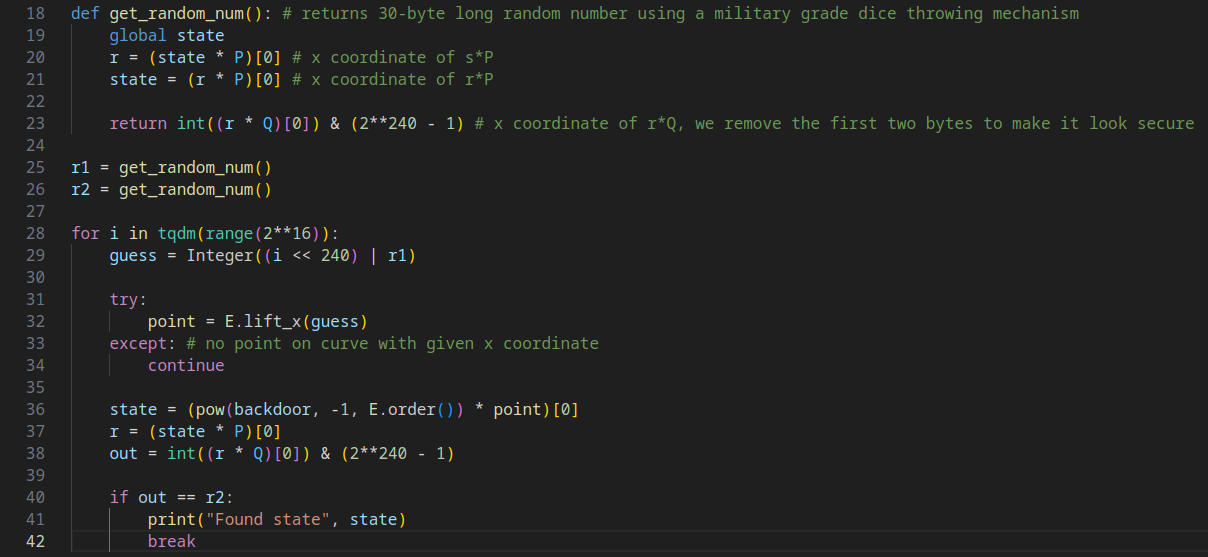 18 def get_random_num(): # returns 30-byte long random number using a military grade dice throwing mechanism
19     global state
20     r = (state * P)[0] # x coordinate of s*P
21     state = (r * P)[0] # x coordinate of r*P
22
23     return int((r * Q)[0]) & (2**240 - 1) # x coordinate of r*Q, we remove the first two bytes to make it look secure
24
25 r1 = get_random_num()
26 r2 = get_random_num()
27
28 for i in tqdm(range(2**16)):
29     guess = Integer((i << 240) | r1)
30
31     try:
32         point = E.lift_x(guess)
33     except: # no point on curve with given x coordinate
34         continue
35
36     state = (pow(backdoor, -1, E.order()) * point)[0]
37     r = (state * P)[0]
38     out = int((r * Q)[0]) & (2**240 - 1)
39
40     if out == r2:
41         print("Found state", state)
42         break